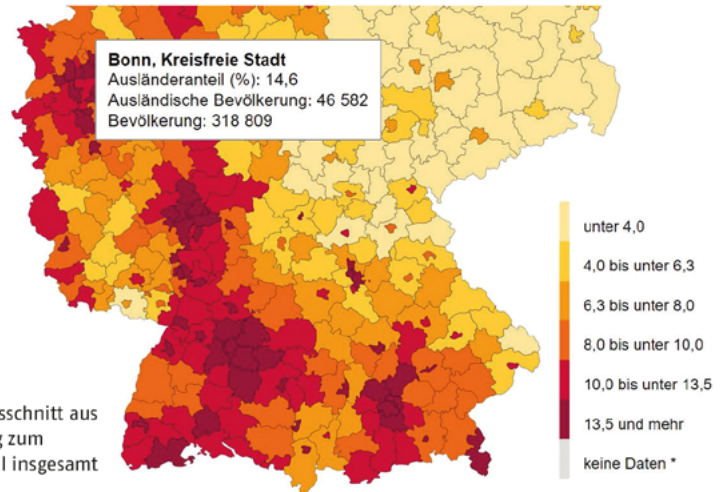 Bonn, Kreisfreie Stadt
Ausländeranteil (%): 14,6
Ausländische Bevölkerung: 46 582
Bevölkerung: 318 809
unter 4,0
4,0 bis unter 6,3
6,3 bis unter 8,0
8,0 bis unter 10,0
10,0 bis unter 13,5
13,5 und mehr
keine Daten *
sschnitt aus
g zum
l insgesamt